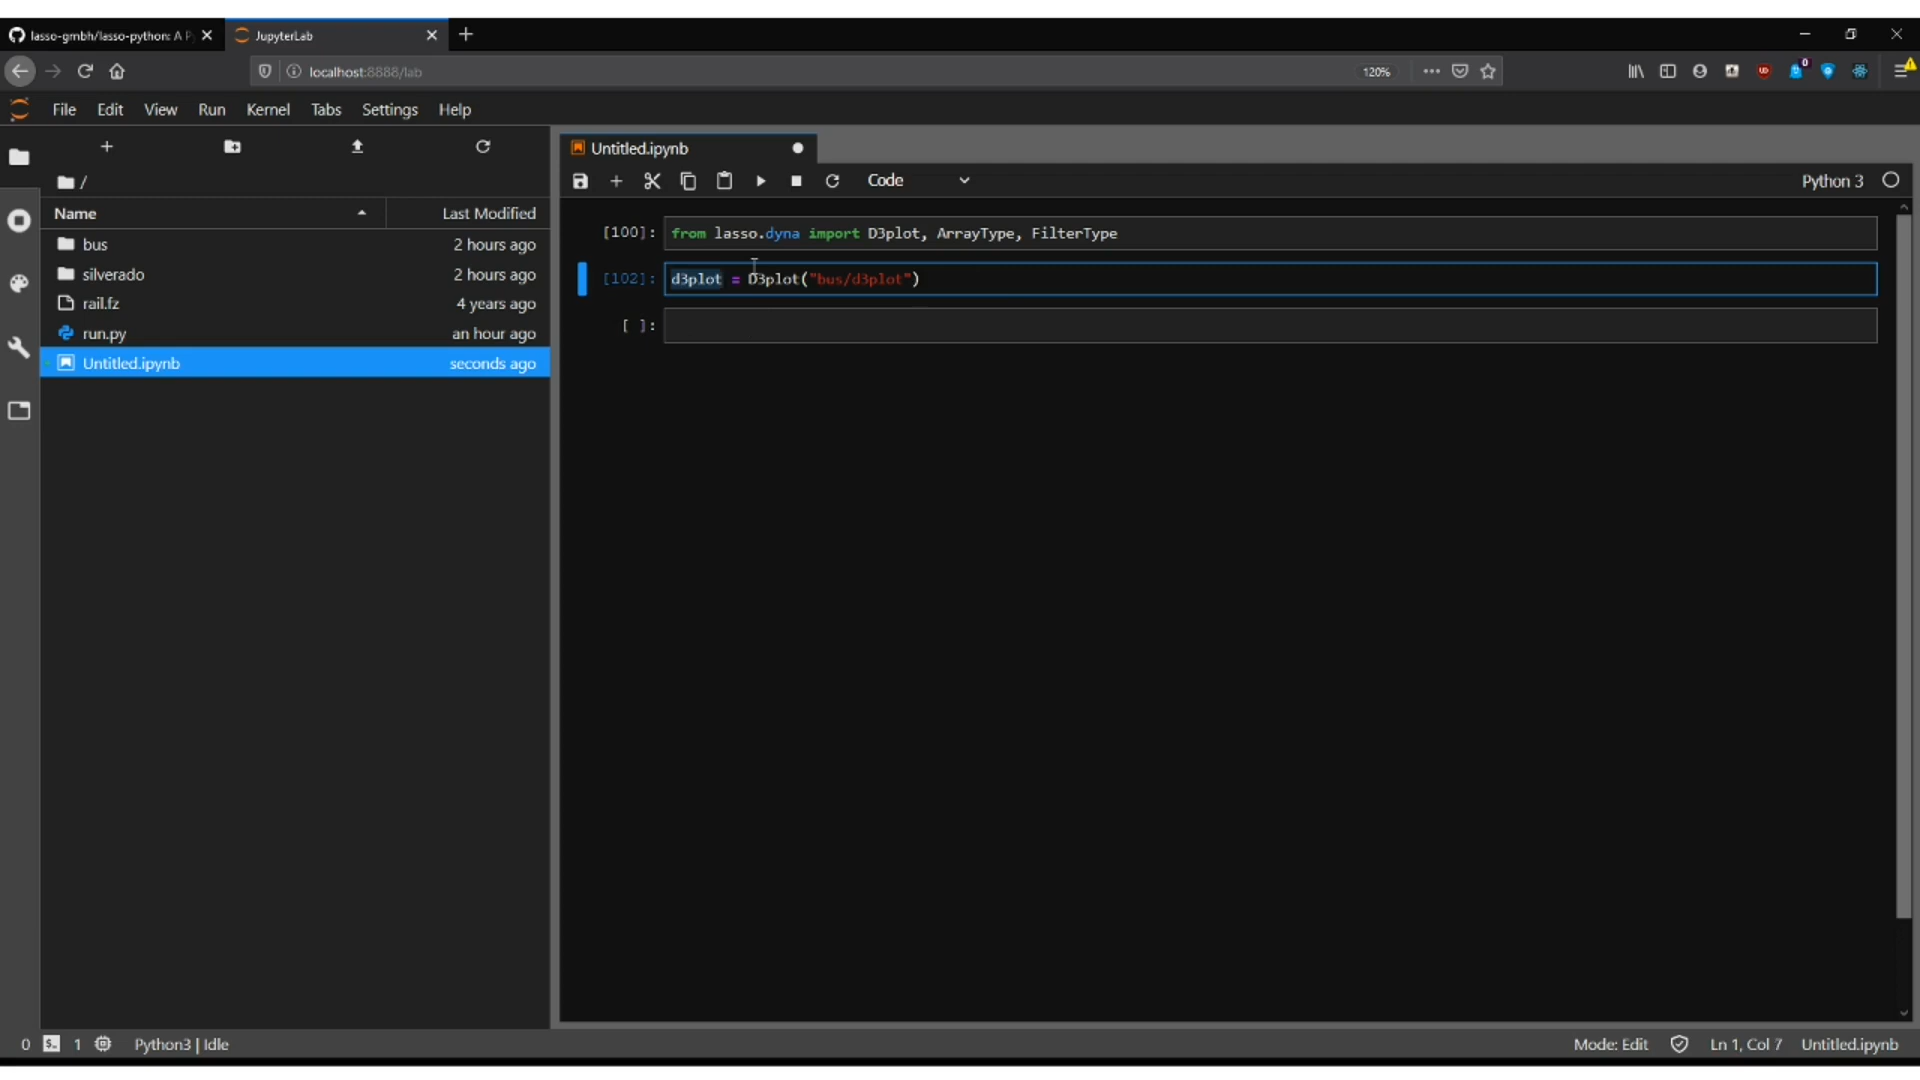 lasso-gmbh/lasso-python: A P
JupyterLab
localhost:8888/lab
120%
0
File Edit View Run Kernel Tabs Settings Help
Untitled.ipynb
/
Code
Python 3
Name
Last Modified
bus
2 hours ago
silverado
2 hours ago
rail.fz
4 years ago
run.py
an hour ago
Untitled.ipynb
seconds ago
[100]: from lasso.dyna import D3plot, ArrayType, FilterType
[102]: d3plot = D3plot("bus/d3plot")
[ ]:
0 $_ 1 Python3 | Idle
Mode: Edit Ln 1, Col 7 Untitled.ipynb